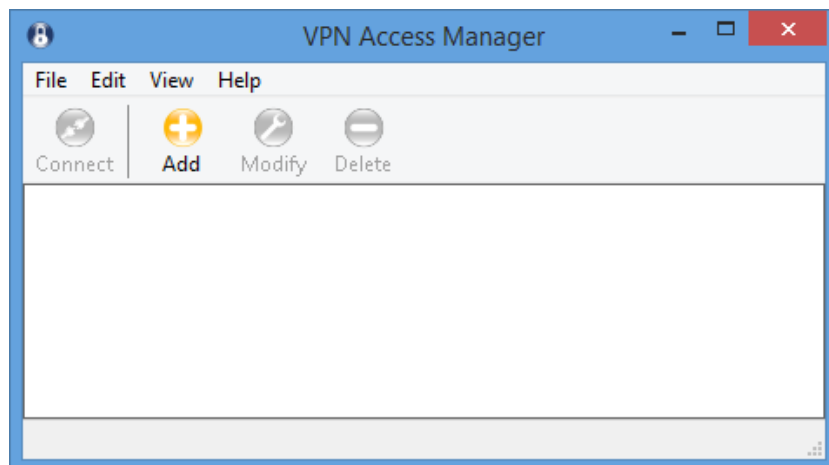 VPN Access Manager
File Edit View Help
Connect Add Modify Delete